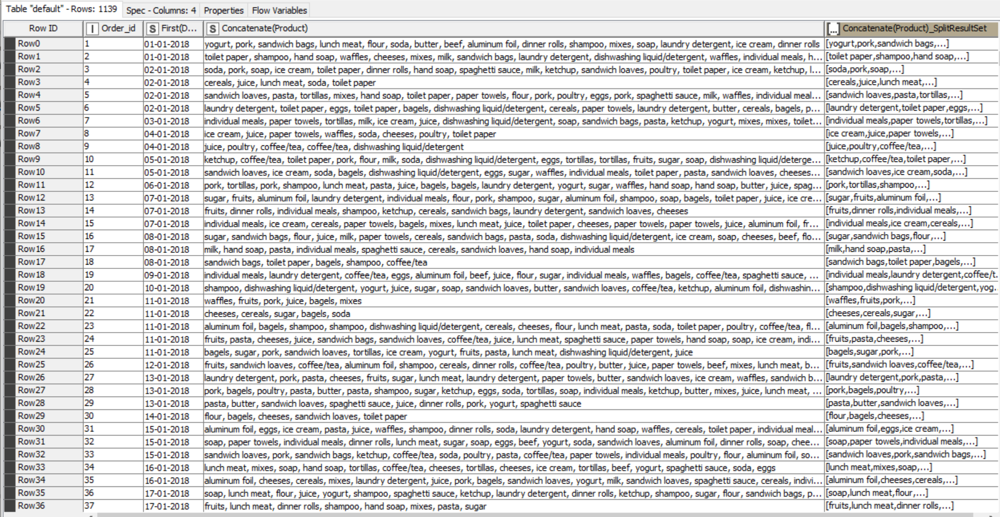 Table "default" - Rows: 1139 Spec - Columns: 4 Properties Flow Variables
Row ID I Order_id S First(D... S Concatenate(Product) [...] Concatenate(Product)_SplitResultSet
Row0 1 01-01-2018 yogurt, pork, sandwich bags, lunch meat, flour, soda, butter, beef, aluminum foil, dinner rolls, shampoo, mixes, soap, laundry detergent, ice cream, dinner rolls [yogurt,pork,sandwich bags,...]
Row1 2 01-01-2018 toilet paper, shampoo, hand soap, waffles, cheeses, mixes, milk, sandwich bags, laundry detergent, dishwashing liquid/detergent, waffles, individual meals, h... [toilet paper,shampoo,hand soap,...]
Row2 3 02-01-2018 soda, pork, soap, ice cream, toilet paper, dinner rolls, hand soap, spaghetti sauce, milk, ketchup, sandwich loaves, poultry, toilet paper, ice cream, ketchup, l... [soda,pork,soap,...]
Row3 4 02-01-2018 cereals, juice, lunch meat, soda, toilet paper [cereals,juice,lunch meat,...]
Row4 5 02-01-2018 sandwich loaves, pasta, tortillas, mixes, hand soap, toilet paper, paper towels, flour, pork, poultry, eggs, pork, spaghetti sauce, milk, waffles, individual meal... [sandwich loaves,pasta,tortillas,...]
Row5 6 02-01-2018 laundry detergent, toilet paper, eggs, toilet paper, bagels, dishwashing liquid/detergent, cereals, paper towels, laundry detergent, butter, cereals, bagels, p... [laundry detergent,toilet paper,eggs,...]
Row6 7 03-01-2018 individual meals, paper towels, tortillas, milk, ice cream, juice, dishwashing liquid/detergent, soap, sandwich bags, pasta, ketchup, yogurt, mixes, mixes, toilet... [individual meals,paper towels,tortillas,...]
Row7 8 04-01-2018 ice cream, juice, paper towels, waffles, soda, cheeses, poultry, toilet paper [ice cream,juice,paper towels,...]
Row8 9 04-01-2018 juice, poultry, coffee/tea, coffee/tea, dishwashing liquid/detergent [juice,poultry,coffee/tea,...]
Row9 10 05-01-2018 ketchup, coffee/tea, toilet paper, pork, flour, milk, soda, dishwashing liquid/detergent, eggs, tortillas, tortillas, fruits, sugar, soap, dishwashing liquid/deterge... [ketchup,coffee/tea,toilet paper,...]
Row10 11 05-01-2018 sandwich loaves, ice cream, soda, bagels, dishwashing liquid/detergent, eggs, sugar, waffles, individual meals, toilet paper, pasta, sandwich loaves, cheeses... [sandwich loaves,ice cream,soda,...]
Row11 12 06-01-2018 pork, tortillas, pork, shampoo, lunch meat, pasta, juice, bagels, bagels, laundry detergent, yogurt, sugar, waffles, hand soap, hand soap, butter, juice, spag... [pork,tortillas,shampoo,...]
Row12 13 07-01-2018 sugar, fruits, aluminum foil, laundry detergent, individual meals, flour, pork, shampoo, sugar, aluminum foil, shampoo, soap, bagels, toilet paper, juice, ice cre... [sugar,fruits,aluminum foil,...]
Row13 14 07-01-2018 fruits, dinner rolls, individual meals, shampoo, ketchup, cereals, sandwich bags, laundry detergent, sandwich loaves, cheeses [fruits,dinner rolls,individual meals,...]
Row14 15 07-01-2018 individual meals, ice cream, cereals, paper towels, bagels, mixes, lunch meat, juice, toilet paper, cheeses, paper towels, paper towels, juice, aluminum foil, fr... [individual meals,ice cream,cereals,...]
Row15 16 08-01-2018 sugar, sandwich bags, flour, juice, milk, paper towels, cereals, sandwich bags, pasta, soda, dishwashing liquid/detergent, ice cream, soap, cheeses, beef, flo... [sugar,sandwich bags,flour,...]
Row16 17 08-01-2018 milk, hand soap, pasta, individual meals, spaghetti sauce, cereals, sandwich loaves, hand soap, individual meals [milk,hand soap,pasta,...]
Row17 18 08-01-2018 sandwich bags, toilet paper, bagels, shampoo, coffee/tea [sandwich bags,toilet paper,bagels,...]
Row18 19 09-01-2018 individual meals, laundry detergent, coffee/tea, eggs, aluminum foil, beef, juice, flour, sugar, individual meals, waffles, bagels, coffee/tea, spaghetti sauce, ... [individual meals,laundry detergent,coffee/t.
Row19 20 10-01-2018 shampoo, dishwashing liquid/detergent, yogurt, juice, sugar, soap, sandwich loaves, butter, sandwich loaves, coffee/tea, ketchup, aluminum foil, dishwashin... [shampoo,dishwashing liquid/detergent,yog.
Row20 21 11-01-2018 waffles, fruits, pork, juice, bagels, mixes [waffles,fruits,pork,...]
Row21 22 11-01-2018 cheeses, cereals, sugar, bagels, soda [cheeses,cereals,sugar,...]
Row22 23 11-01-2018 aluminum foil, bagels, shampoo, shampoo, dishwashing liquid/detergent, cereals, cheeses, flour, lunch meat, pasta, soda, toilet paper, poultry, coffee/tea, fl... [aluminum foil,bagels,shampoo,...]
Row23 24 11-01-2018 fruits, pasta, cheeses, juice, sandwich bags, sandwich loaves, coffee/tea, juice, lunch meat, spaghetti sauce, paper towels, hand soap, soap, ice cream, indi... [fruits,pasta,cheeses,...]
Row24 25 11-01-2018 bagels, sugar, pork, sandwich loaves, tortillas, ice cream, yogurt, fruits, pasta, lunch meat, dishwashing liquid/detergent, juice [bagels,sugar,pork,...]
Row25 26 12-01-2018 fruits, sandwich loaves, coffee/tea, aluminum foil, shampoo, cereals, dinner rolls, coffee/tea, poultry, butter, juice, paper towels, beef, mixes, lunch meat, b... [fruits,sandwich loaves,coffee/tea,...]
Row26 27 13-01-2018 laundry detergent, pork, pasta, cheeses, fruits, sugar, lunch meat, laundry detergent, paper towels, butter, sandwich loaves, ice cream, waffles, sandwich b... [laundry detergent,pork,pasta,...]
Row27 28 13-01-2018 pork, bagels, poultry, pasta, butter, pasta, shampoo, sugar, ketchup, eggs, soda, tortillas, soap, individual meals, ketchup, butter, mixes, juice, lunch meat, ... [pork,bagels,poultry,...]
Row28 29 13-01-2018 pasta, butter, sandwich loaves, spaghetti sauce, juice, dinner rolls, pork, yogurt, spaghetti sauce [pasta,butter,sandwich loaves,...]
Row29 30 14-01-2018 flour, bagels, cheeses, sandwich loaves, toilet paper [flour,bagels,cheeses,...]
Row30 31 15-01-2018 aluminum foil, eggs, ice cream, pasta, juice, waffles, shampoo, dinner rolls, soda, laundry detergent, hand soap, waffles, cereals, toilet paper, individual meal... [aluminum foil,eggs,ice cream,...]
Row31 32 15-01-2018 soap, paper towels, individual meals, dinner rolls, lunch meat, sugar, soap, eggs, beef, yogurt, soda, sandwich loaves, aluminum foil, dinner rolls, soap, chee... [soap,paper towels,individual meals,...]
Row32 33 15-01-2018 sandwich loaves, pork, sandwich bags, ketchup, coffee/tea, soda, poultry, pasta, coffee/tea, paper towels, individual meals, poultry, flour, aluminum foil, so... [sandwich loaves,pork,sandwich bags,...]
Row33 34 16-01-2018 lunch meat, mixes, soap, hand soap, tortillas, coffee/tea, cheeses, tortillas, cheeses, ice cream, tortillas, beef, yogurt, spaghetti sauce, soda, eggs [lunch meat,mixes,soap,...]
Row34 35 16-01-2018 aluminum foil, cheeses, cereals, mixes, laundry detergent, juice, pork, bagels, sandwich loaves, yogurt, milk, sandwich loaves, spaghetti sauce, cereals, indivi... [aluminum foil,cheeses,cereals,...]
Row35 36 17-01-2018 soap, lunch meat, flour, juice, yogurt, shampoo, spaghetti sauce, ketchup, laundry detergent, dinner rolls, ketchup, shampoo, sugar, flour, sandwich bags, p... [soap,lunch meat,flour,...]
Row36 37 17-01-2018 fruits, lunch meat, dinner rolls, shampoo, hand soap, mixes, pasta, sugar [fruits,lunch meat,dinner rolls,...]